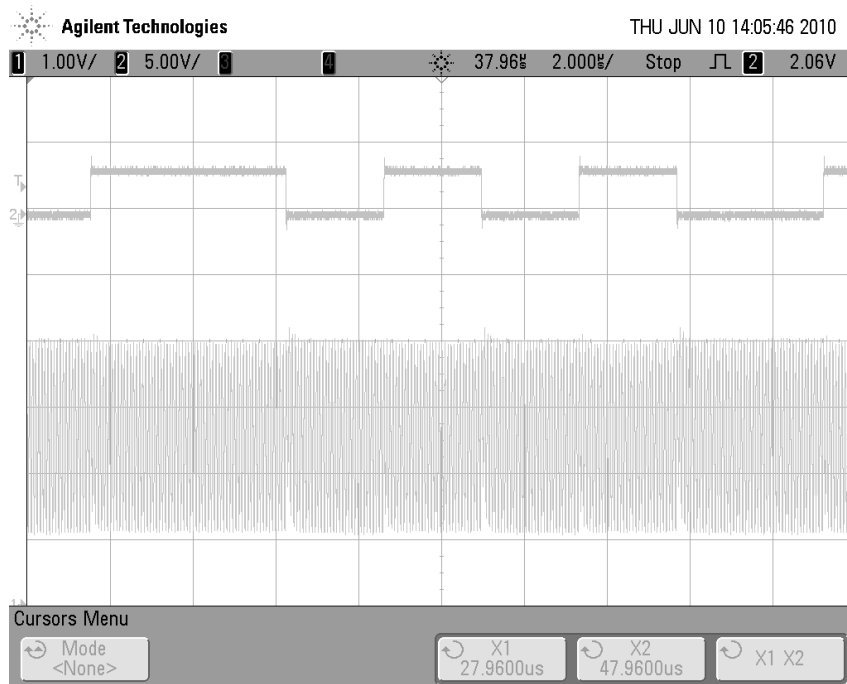 Agilent Technologies THU JUN 10 14:05:46 2010
1 1.00V/ 2 5.00V/ 3 4 37.96µs 2.000µs/ Stop 2 2.06V
T
2
1
Cursors Menu
Mode X1 X2 X1 X2
<None> 27.9600us 47.9600us